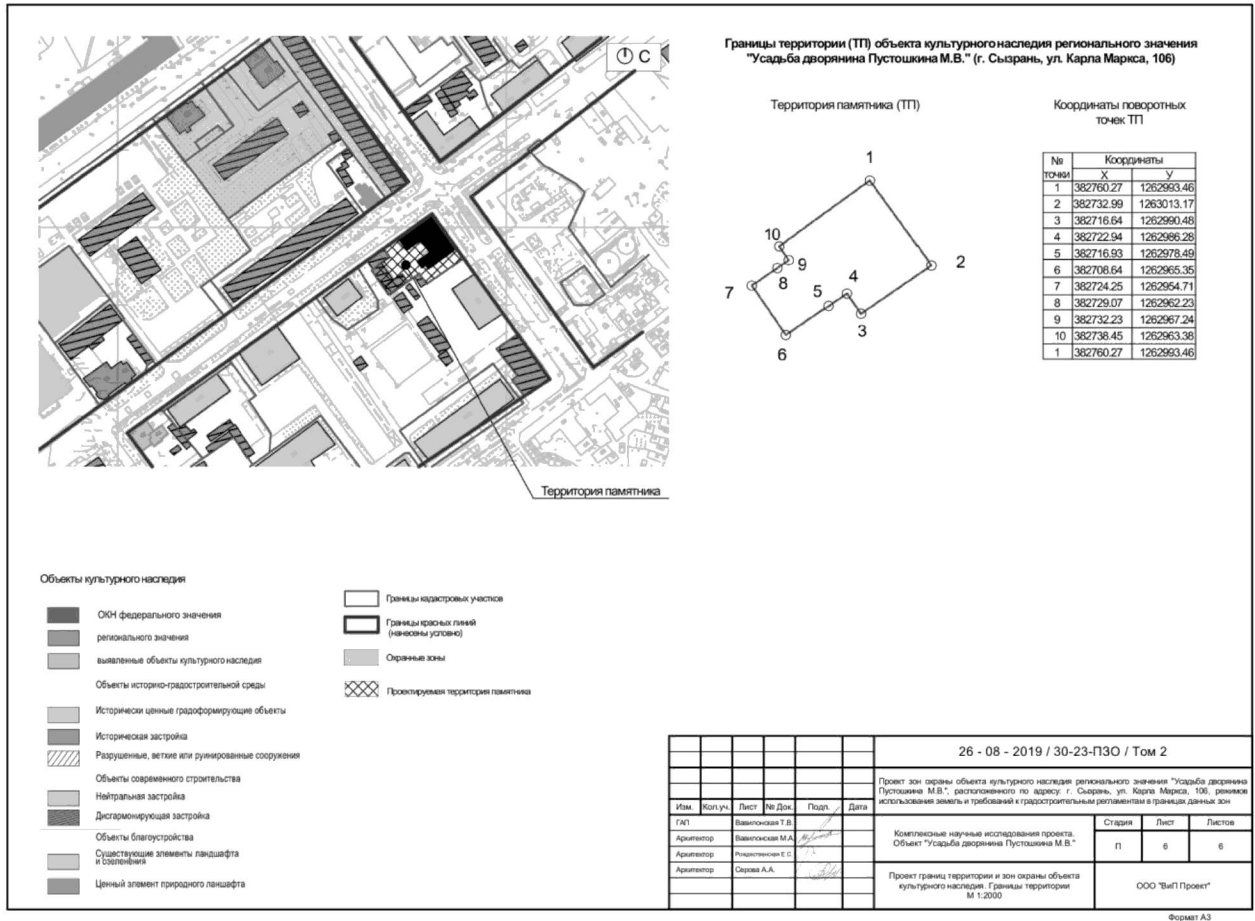 С
Границы территории (ТП) объекта культурного наследия регионального значения
"Усадьба дворянина Пустошкина М.В." (г. Сызрань, ул. Карла Маркса, 106)
Территория памятника (ТП)
1
2
3
4
5
6
7
8
9
10
Координаты поворотных
точек ТП
№ точки Координаты
X У
1 382760.27 1262993.46
2 382732.99 1263013.17
3 382716.64 1262990.48
4 382722.94 1262986.28
5 382716.93 1262978.49
6 382708.64 1262965.35
7 382724.25 1262954.71
8 382729.07 1262962.23
9 382732.23 1262967.24
10 382738.45 1262963.38
1 382760.27 1262993.46
Территория памятника
Объекты культурного наследия
ОКН федерального значения
регионального значения
выявленные объекты культурного наследия
Объекты историко-градостроительной среды
Исторически ценные градоформирующие объекты
Историческая застройка
Разрушенные, ветхие или руинированные сооружения
Объекты современного строительства
Нейтральная застройка
Дисгармонирующая застройка
Объекты благоустройства
Существующие элементы ландшафта
и озеленения
Ценный элемент природного ланшафта
Границы кадастровых участков
Границы красных линий
(нанесены условно)
Охранные зоны
Проектируемая территория памятника
26 - 08 - 2019 / 30-23-ПЗО / Том 2
Проект зон охраны объекта культурного наследия регионального значения "Усадьба дворянина
Пустошкина М.В.", расположенного по адресу: г. Сызрань, ул. Карла Маркса, 106, режимов
использования земель и требований к градостроительным регламентам в границах данных зон
Изм. Кол.уч. Лист № Док. Подп. Дата
ГАП Вавилонская Т.В.
Архитектор Вавилонская М.А.
Архитектор Рождественская Е.С.
Архитектор Серова А.А.
Комплексные научные исследования проекта.
Объект "Усадьба дворянина Пустошкина М.В."
Стадия Лист Листов
П 6 6
Проект границ территории и зон охраны объекта
культурного наследия. Границы территории
М 1:2000
ООО "ВиП Проект"
Формат А3